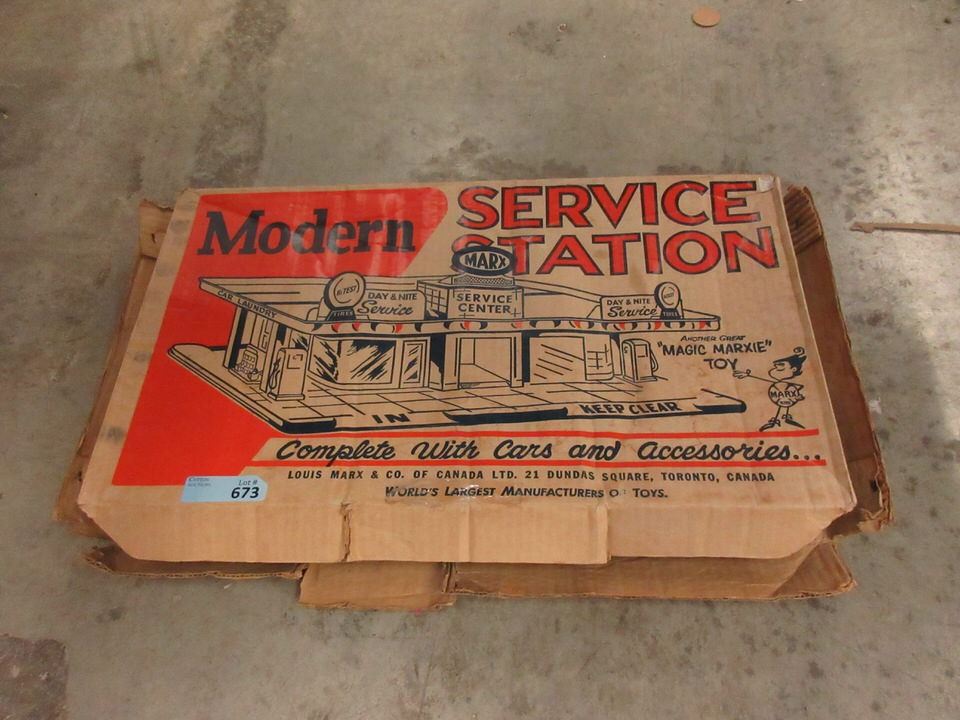 Modern
SERVICE
STATION
MARX
HI TEST
TIRES
DAY & NITE
Service
SERVICE
CENTER
DAY & NITE
Service
TIRES
CAR LAUNDRY
ANOTHER GREAT
"MAGIC MARXIE"
TOY
MARX
IN
KEEP CLEAR
Complete With Cars and Accessories...
LOUIS MARX & CO. OF CANADA LTD. 21 DUNDAS SQUARE, TORONTO, CANADA
WORLD'S LARGEST MANUFACTURERS OF TOYS.
Lot #
673